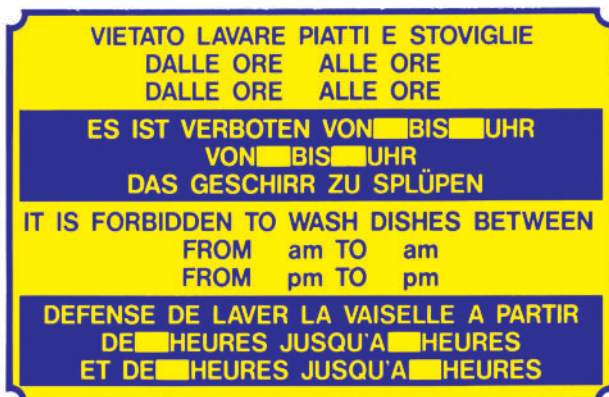 VIETATO LAVARE PIATTI E STOVIGLIE
DALLE ORE ALLE ORE
DALLE ORE ALLE ORE
ES IST VERBOTEN VON BIS UHR
VON BIS UHR
DAS GESCHIRR ZU SPLÜPEN
IT IS FORBIDDEN TO WASH DISHES BETWEEN
FROM am TO am
FROM pm TO pm
DEFENSE DE LAVER LA VAISELLE A PARTIR
DE HEURES JUSQU'A HEURES
ET DE HEURES JUSQU'A HEURES